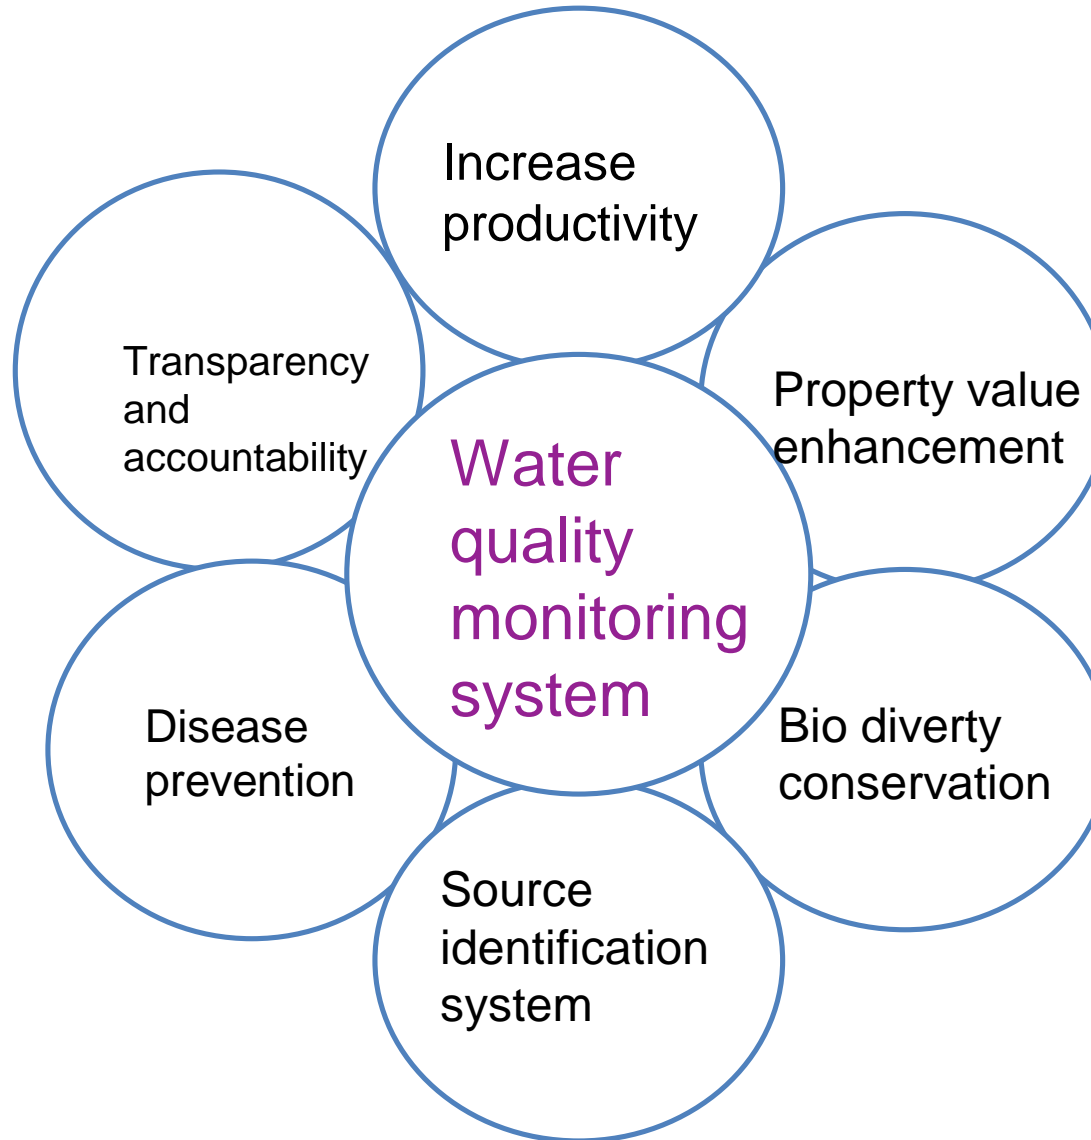 Increase
productivity
Transparency
and
accountability
Property value
enhancement
Water
quality
monitoring
system
Disease
prevention
Bio diverty
conservation
Source
identification
system